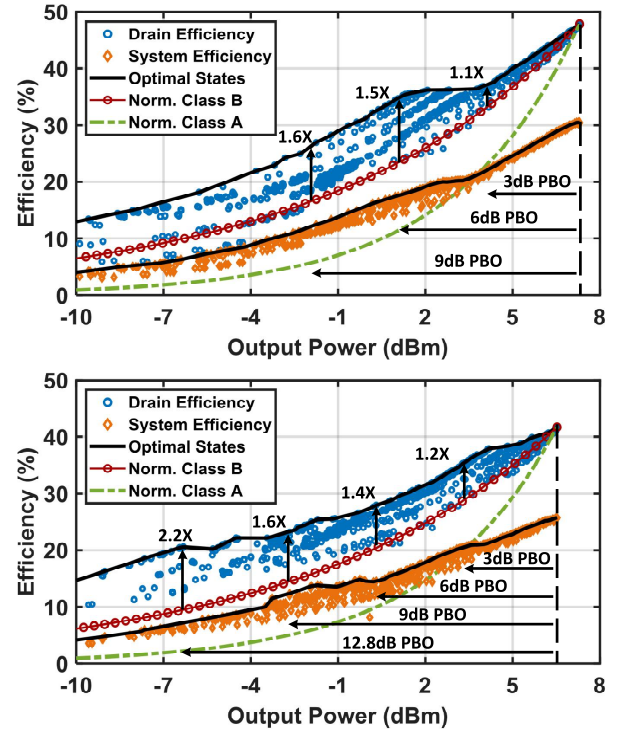 50
40
30
20
10
0
Efficiency (%)
Drain Efficiency
System Efficiency
Optimal States
Norm. Class B
Norm. Class A
1.6X
1.5X
1.1X
3dB PBO
6dB PBO
9dB PBO
-10 -7 -4 -1 2 5 8
Output Power (dBm)
50
40
30
20
10
0
Efficiency (%)
Drain Efficiency
System Efficiency
Optimal States
Norm. Class B
Norm. Class A
2.2X
1.6X
1.4X
1.2X
3dB PBO
6dB PBO
9dB PBO
12.8dB PBO
-10 -7 -4 -1 2 5 8
Output Power (dBm)